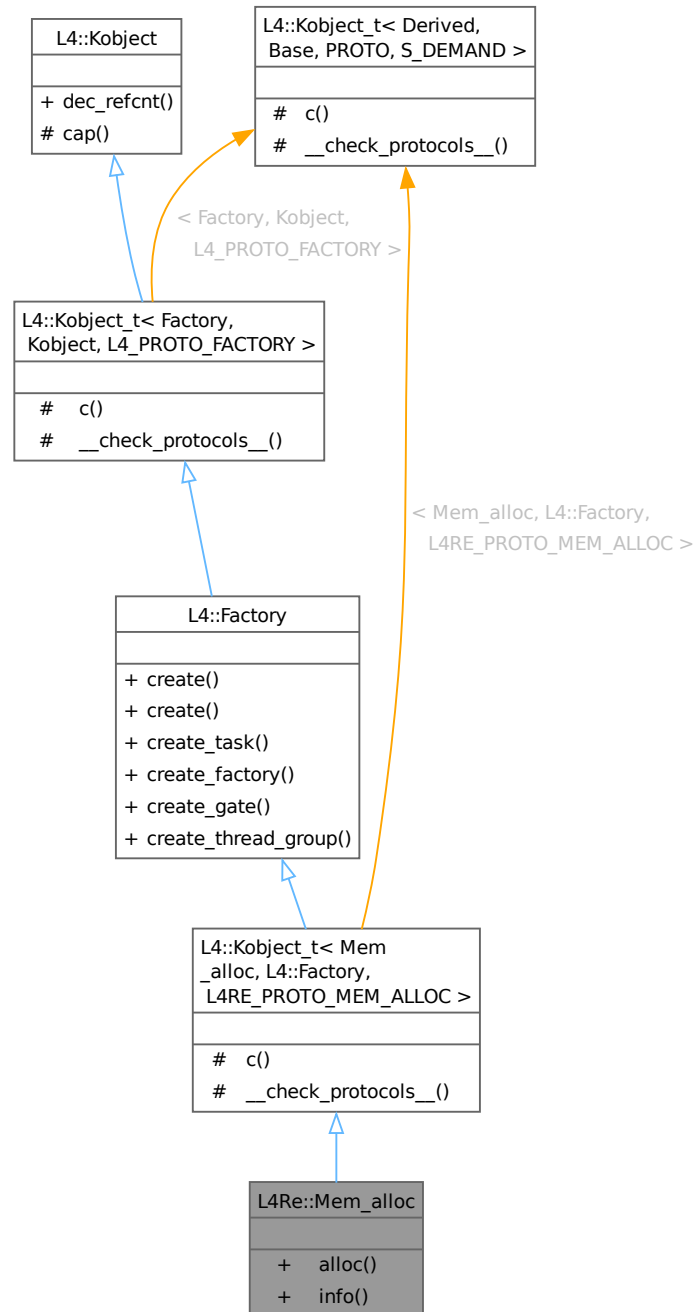 L4::Kobject
+ dec_refcnt()
# cap()
L4::Kobject_t< Derived,
Base, PROTO, S_DEMAND >
# c()
# __check_protocols__()
< Factory, Kobject,
L4_PROTO_FACTORY >
L4::Kobject_t< Factory,
Kobject, L4_PROTO_FACTORY >
# c()
# __check_protocols__()
< Mem_alloc, L4::Factory,
L4RE_PROTO_MEM_ALLOC >
L4::Factory
+ create()
+ create()
+ create_task()
+ create_factory()
+ create_gate()
+ create_thread_group()
L4::Kobject_t< Mem
_alloc, L4::Factory,
L4RE_PROTO_MEM_ALLOC >
# c()
# __check_protocols__()
L4Re::Mem_alloc
+ alloc()
+ info()